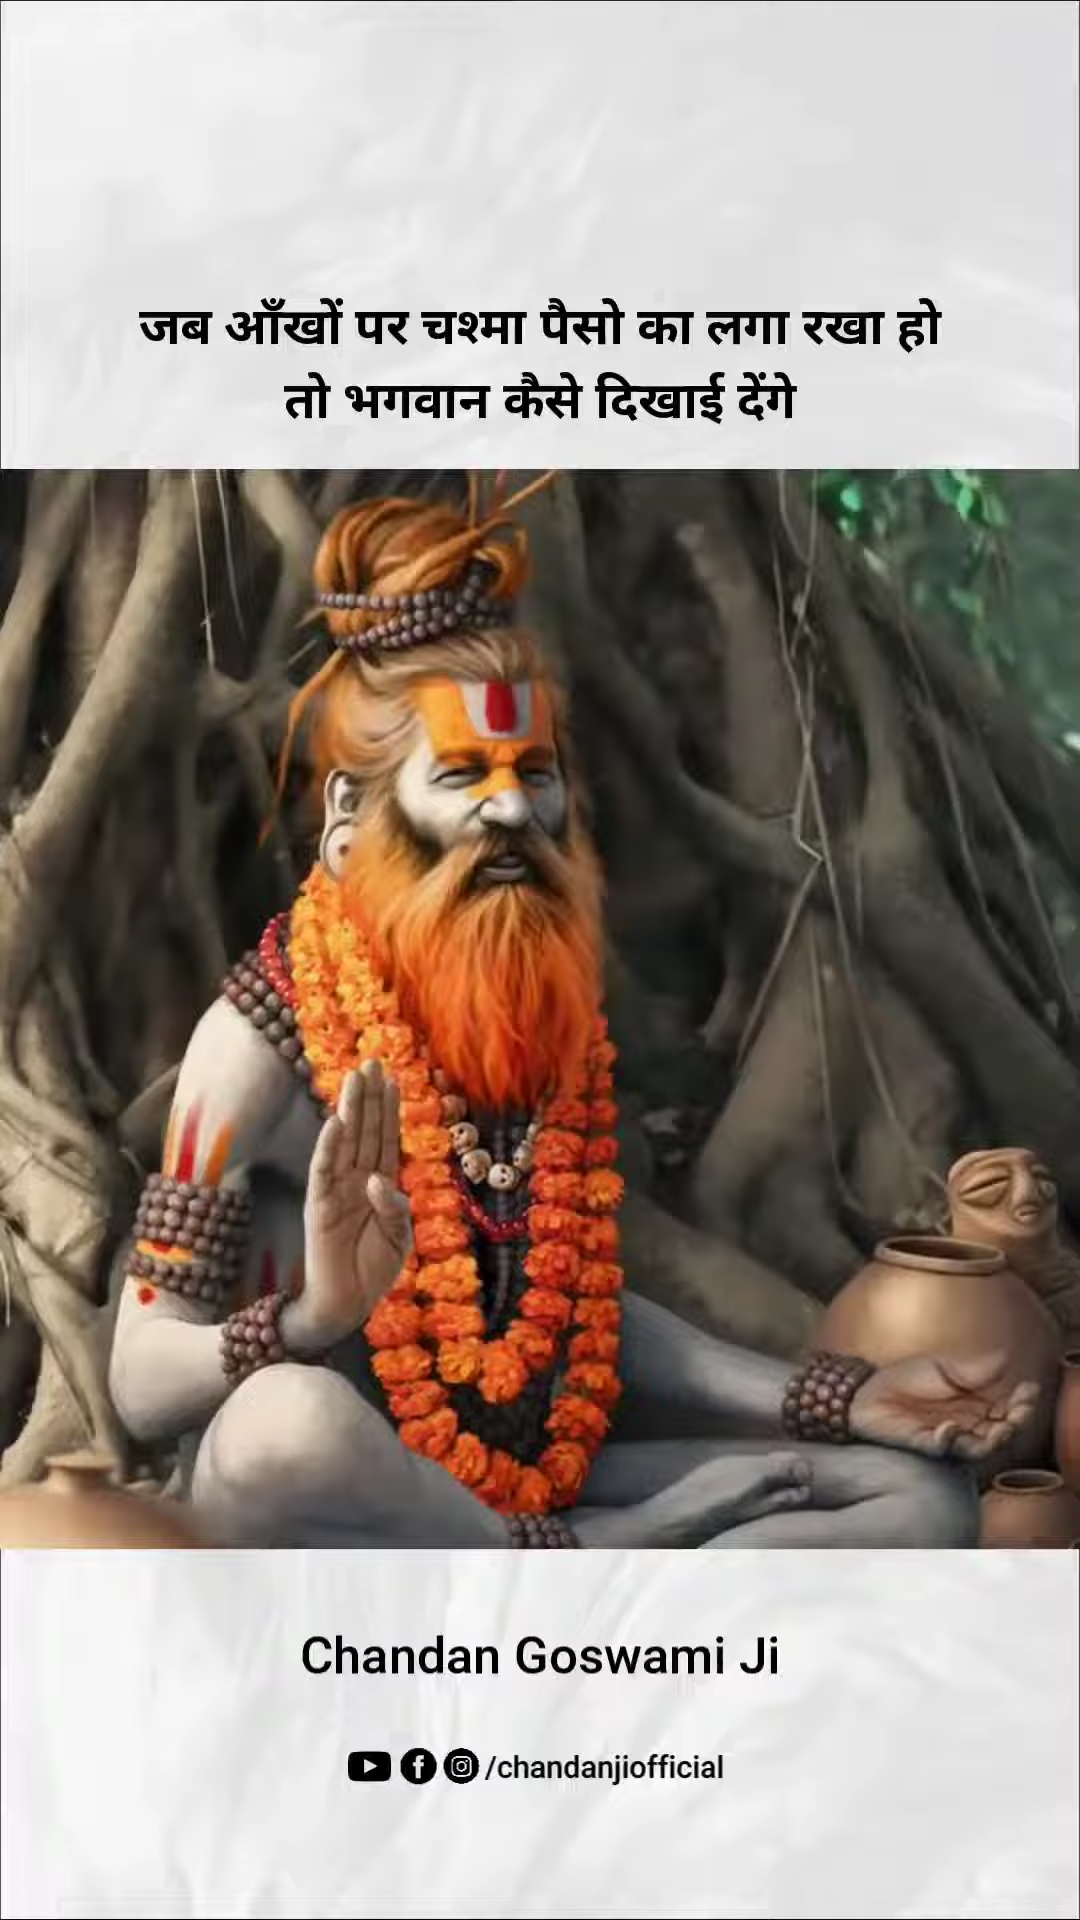 जब आँखों पर चश्मा पैसो का लगा रखा हो
तो भगवान कैसे दिखाई देंगे
Chandan Goswami Ji
/chandanjiofficial